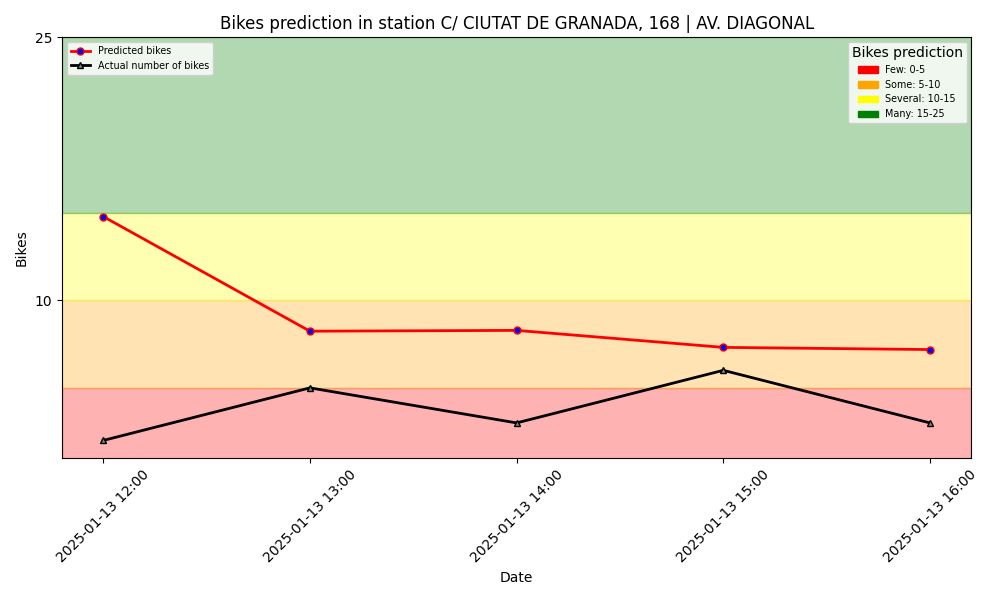 Bikes prediction in station C/ CIUTAT DE GRANADA, 168 | AV. DIAGONAL
25
10
Bikes
Predicted bikes
Actual number of bikes
Bikes prediction
Few: 0-5
Some: 5-10
Several: 10-15
Many: 15-25
2025-01-13 12:00
2025-01-13 13:00
2025-01-13 14:00
2025-01-13 15:00
2025-01-13 16:00
Date